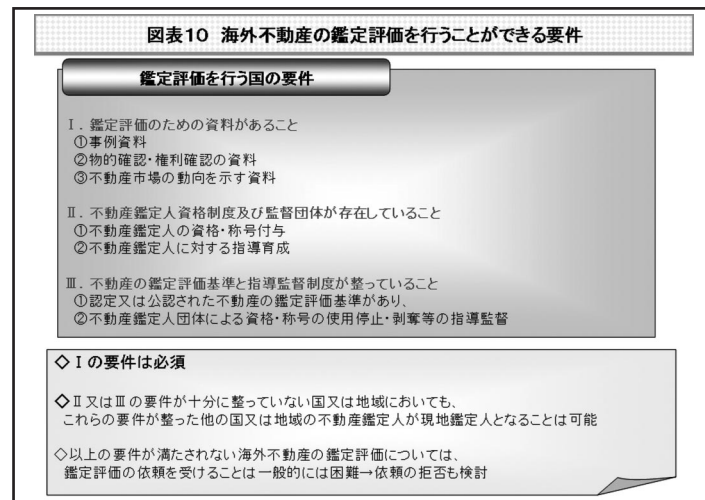 図表10 海外不動産の鑑定評価を行うことができる要件
鑑定評価を行う国の要件
Ⅰ．鑑定評価のための資料があること
①事例資料
②物的確認・権利確認の資料
③不動産市場の動向を示す資料
Ⅱ．不動産鑑定人資格制度及び監督団体が存在していること
①不動産鑑定人の資格・称号付与
②不動産鑑定人に対する指導育成
Ⅲ．不動産の鑑定評価基準と指導監督制度が整っていること
①認定又は公認された不動産の鑑定評価基準があり、
②不動産鑑定人団体による資格・称号の使用停止・剥奪等の指導監督
◇Ⅰの要件は必須
◇Ⅱ又はⅢの要件が十分に整っていない国又は地域においても、
これらの要件が整った他の国又は地域の不動産鑑定人が現地鑑定人となることは可能
◇以上の要件が満たされない海外不動産の鑑定評価については、
鑑定評価の依頼を受けることは一般的には困難→依頼の拒否も検討